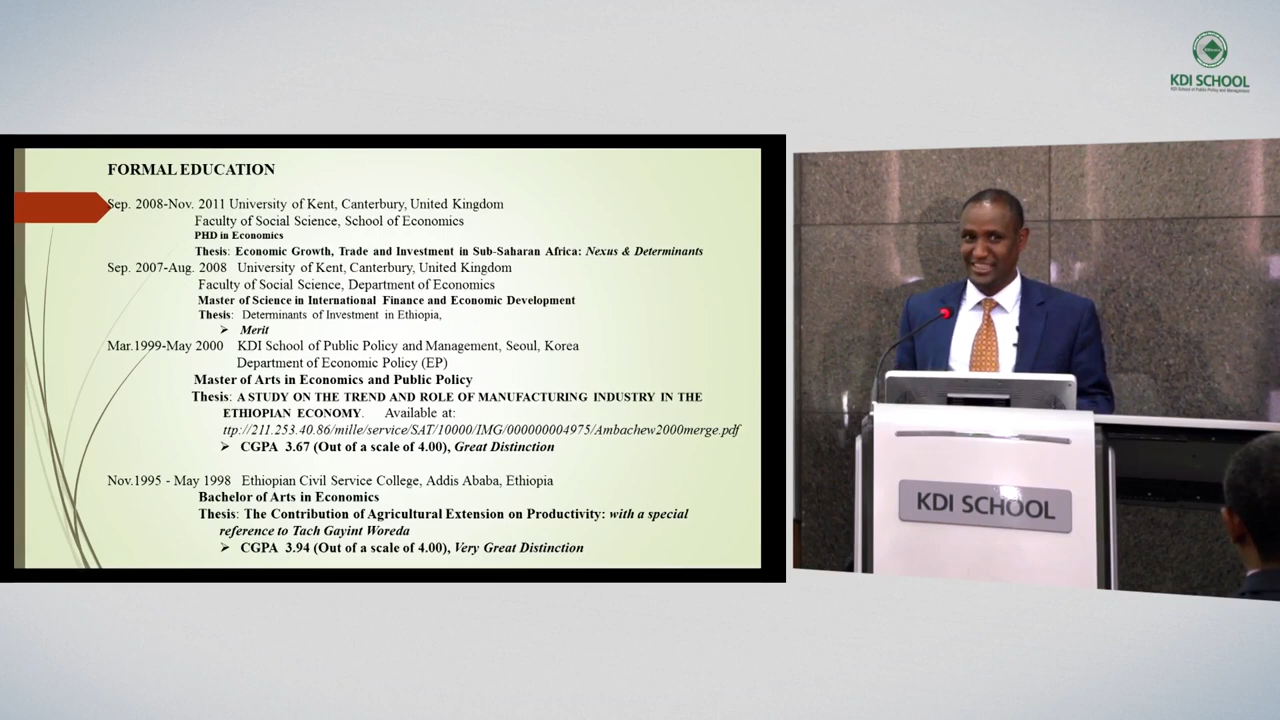 KDI SCHOOL
KDI School of Public Policy and Management
FORMAL EDUCATION
Sep. 2008-Nov. 2011 University of Kent, Canterbury, United Kingdom
Faculty of Social Science, School of Economics
PHD in Economics
Thesis: Economic Growth, Trade and Investment in Sub-Saharan Africa: Nexus & Determinants
Sep. 2007-Aug. 2008 University of Kent, Canterbury, United Kingdom
Faculty of Social Science, Department of Economics
Master of Science in International Finance and Economic Development
Thesis: Determinants of Investment in Ethiopia,
➢ Merit
Mar.1999-May 2000 KDI School of Public Policy and Management, Seoul, Korea
Department of Economic Policy (EP)
Master of Arts in Economics and Public Policy
Thesis: A STUDY ON THE TREND AND ROLE OF MANUFACTURING INDUSTRY IN THE
ETHIOPIAN ECONOMY. Available at:
ttp://211.253.40.86/mille/service/SAT/10000/IMG/000000004975/Ambachew2000merge.pdf
➢ CGPA 3.67 (Out of a scale of 4.00), Great Distinction
Nov.1995 - May 1998 Ethiopian Civil Service College, Addis Ababa, Ethiopia
Bachelor of Arts in Economics
Thesis: The Contribution of Agricultural Extension on Productivity: with a special
reference to Tach Gayint Woreda
➢ CGPA 3.94 (Out of a scale of 4.00), Very Great Distinction
KDI SCHOOL